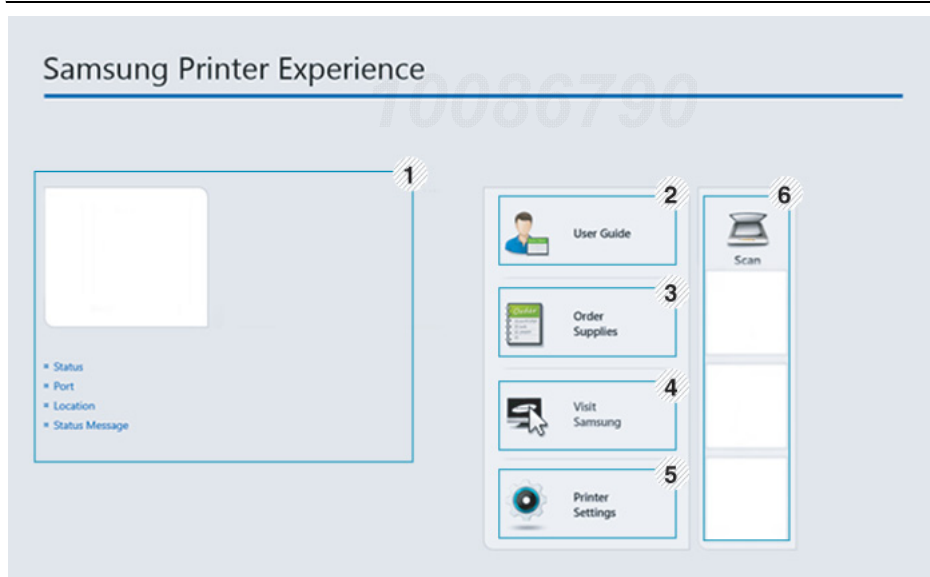 Samsung Printer Experience
10086790
1
Status
Port
Location
Status Message
2
User Guide
3
Order
Order
Supplies
4
Visit
Samsung
5
Printer
Settings
6
Scan